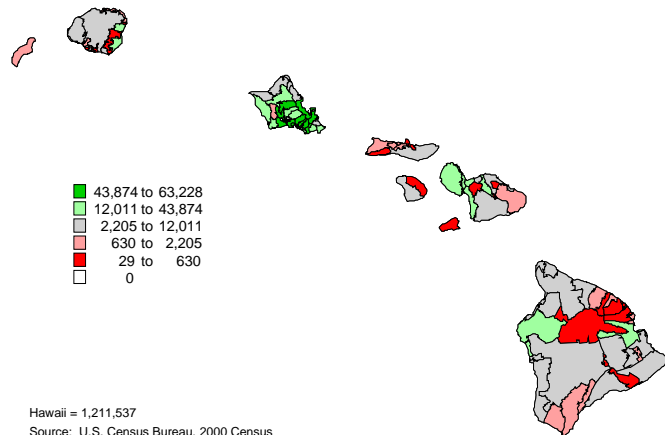 43,874 to 63,228
12,011 to 43,874
2,205 to 12,011
630 to 2,205
29 to 630
0
Hawaii = 1,211,537
Source: U.S. Census Bureau, 2000 Census